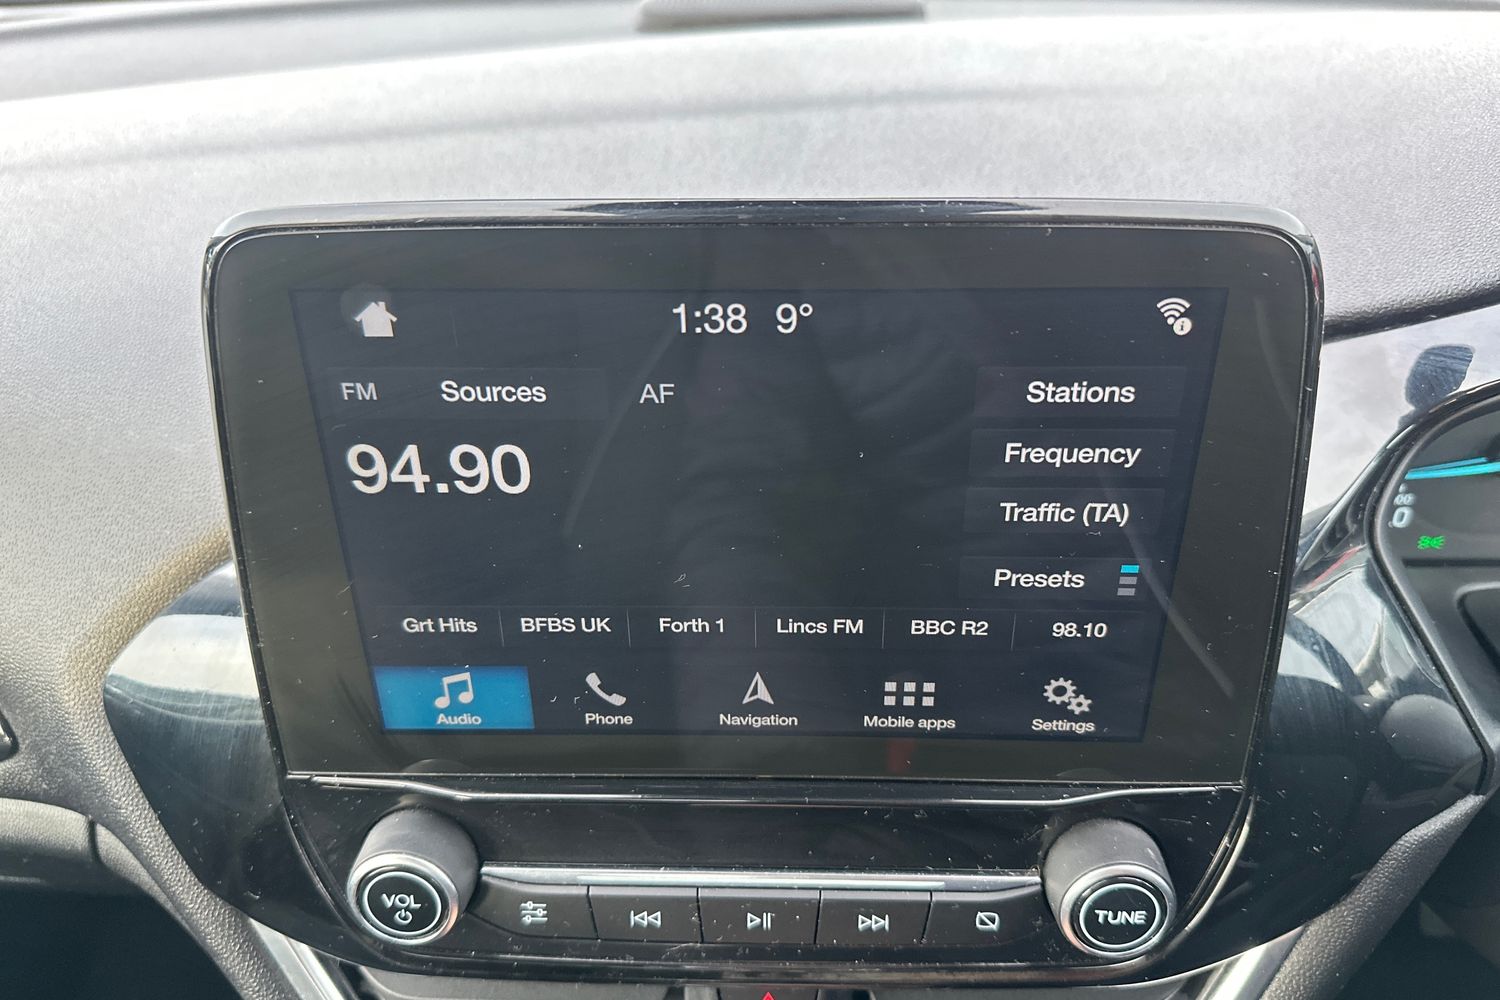 1:38 9°
FM Sources AF Stations
94.90
Frequency
Traffic (TA)
Presets
Grt Hits BFBS UK Forth 1 Lincs FM BBC R2 98.10
Audio Phone Navigation Mobile apps Settings
VOL TUNE
0